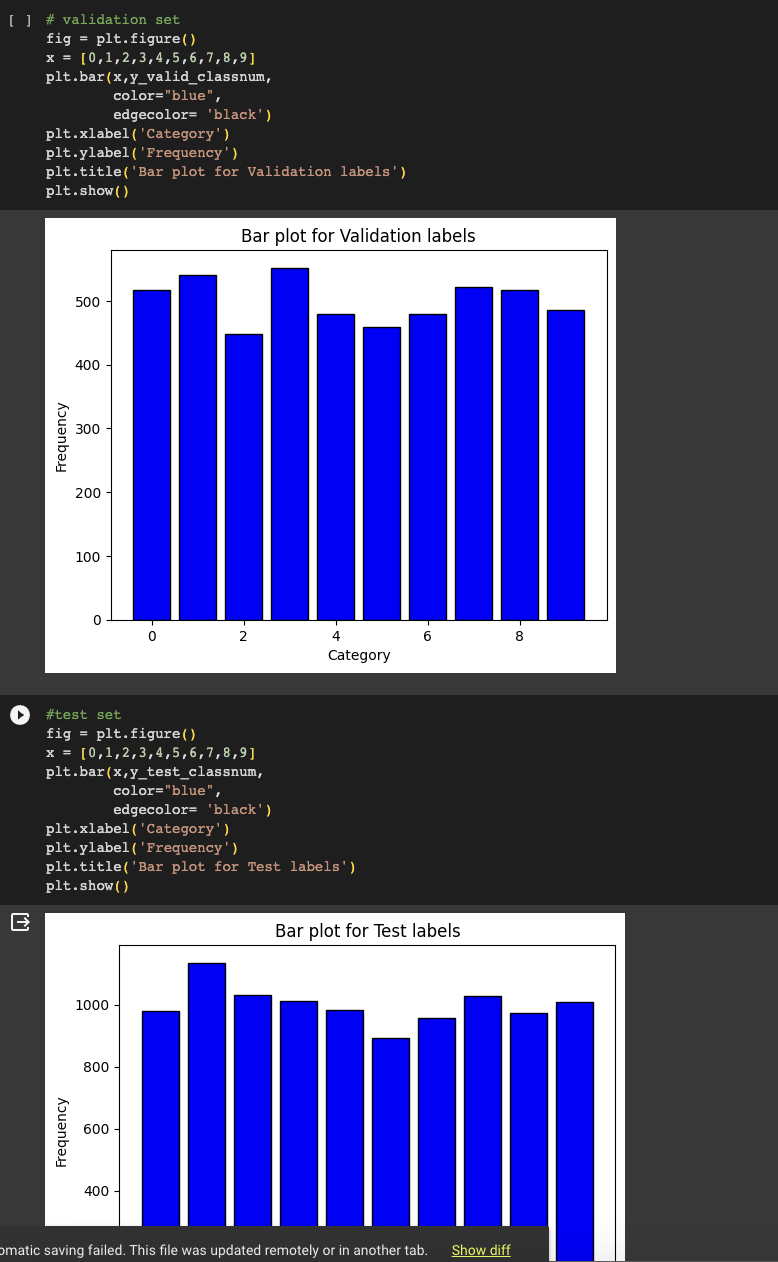 [ ] # validation set
fig = plt.figure()
x = [0,1,2,3,4,5,6,7,8,9]
plt.bar(x,y_valid_classnum,
color="blue",
edgecolor= 'black')
plt.xlabel('Category')
plt.ylabel('Frequency')
plt.title('Bar plot for Validation labels')
plt.show()
Bar plot for Validation labels
500
400
300
200
100
0
Frequency
0 2 4 6 8
Category
#test set
fig = plt.figure()
x = [0,1,2,3,4,5,6,7,8,9]
plt.bar(x,y_test_classnum,
color="blue",
edgecolor= 'black')
plt.xlabel('Category')
plt.ylabel('Frequency')
plt.title('Bar plot for Test labels')
plt.show()
Bar plot for Test labels
1000
800
600
400
Frequency
omatic saving failed. This file was updated remotely or in another tab. Show diff